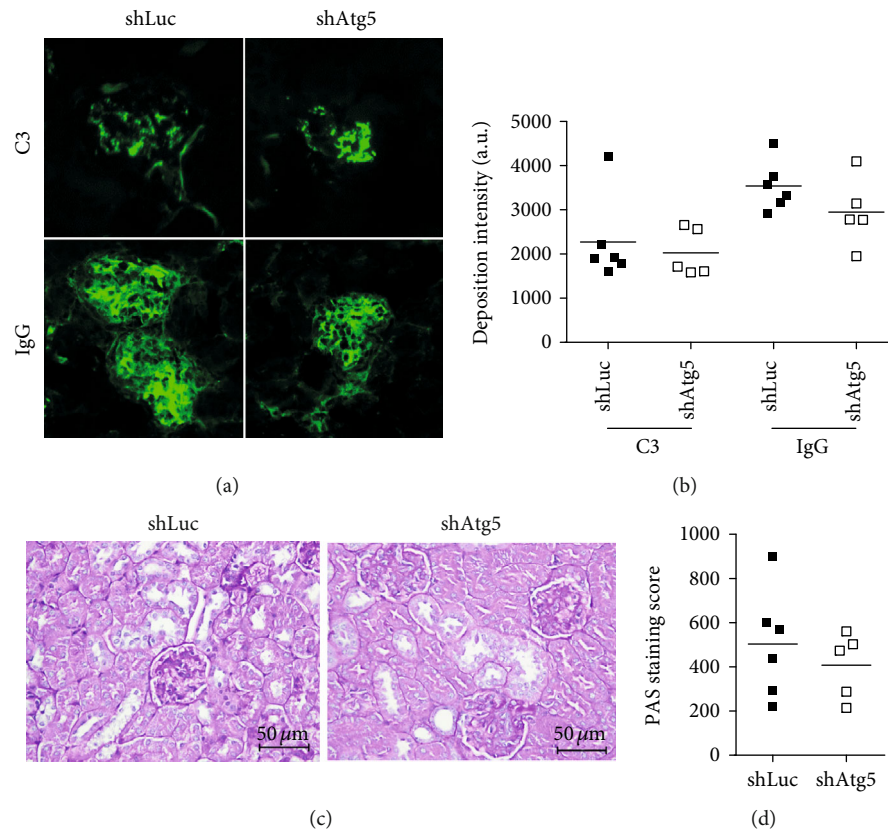 shLuc shAtg5
C3
IgG
(a)
Deposition intensity (a.u.)
5000
4000
3000
2000
1000
0
shLuc
shAtg5
shLuc
shAtg5
C3 IgG
(b)
shLuc shAtg5
50 μm 50 μm
(c)
PAS staining score
1000
800
600
400
200
0
shLuc shAtg5
(d)